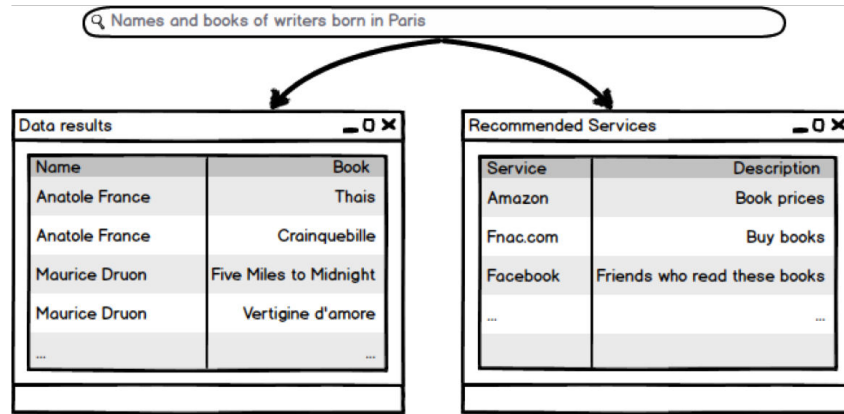 Names and books of writers born in Paris
Data results
Name Book
Anatole France Thais
Anatole France Crainquebille
Maurice Druon Five Miles to Midnight
Maurice Druon Vertigine d'amore
... ...
Recommended Services
Service Description
Amazon Book prices
Fnac.com Buy books
Facebook Friends who read these books
... ...